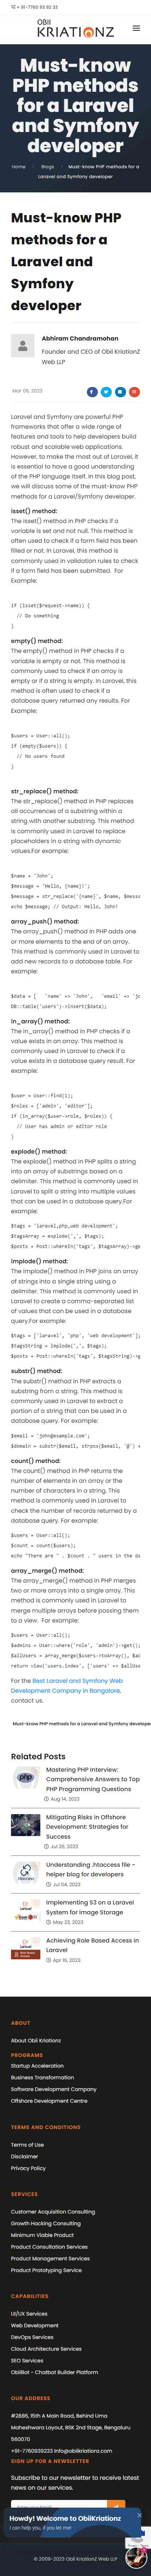 + 91-7760 93 92 33
OBII
KRIATIONZ
Must-know
PHP methods
for a Laravel
and Symfony
developer
Home
Blogs
Must-know PHP methods for a
Laravel and Symfony developer
Must-know PHP
methods for a
Laravel and
Symfony
developer
Abhiram Chandramohan
Founder and CEO of Obii KriationZ
Web LLP
Mar 06, 2023
Laravel and Symfony are powerful PHP
frameworks that offer a wide range of
features and tools to help developers build
robust and scalable web applications.
However, to make the most out of Laravel, it
is essential to have a good understanding
of the PHP language itself. In this blog post,
we will discuss some of the must-know PHP
methods for a Laravel/Symfony developer.
isset() method:
The isset() method in PHP checks if a
variable is set and not null. This method is
often used to check if a form field has been
filled or not. In Laravel, this method is
commonly used in validation rules to check
if a form field has been submitted.  For
Example:
if (isset($request->name)) {
// Do something
}
empty() method:
The empty() method in PHP checks if a
variable is empty or not. This method is
commonly used to check if an array is
empty or if a string is empty. In Laravel, this
method is often used to check if a
database query returned any results. For
Example:
$users = User::all();
if (empty($users)) {
// No users found
}
str_replace() method:
The str_replace() method in PHP replaces
all occurrences of a substring within a
string with another substring. This method
is commonly used in Laravel to replace
placeholders in a string with dynamic
values.For example:
$name = 'John';
$message = 'Hello, {name}!';
$message = str_replace('{name}', $name, $messa
echo $message; // Output: Hello, John!
array_push() method:
The array_push() method in PHP adds one
or more elements to the end of an array.
This method is commonly used in Laravel to
add new records to a database table. For
example:
$data = [   'name' => 'John',   'email' => 'jo
DB::table('users')->insert($data);
in_array() method:
The in_array() method in PHP checks if a
value exists in an array. This method is
commonly used in Laravel to check if a
value exists in a database query result. For
example:
$user = User::find(1);
$roles = ['admin', 'editor'];
if (in_array($user->role, $roles)) {
// User has admin or editor role
}
explode() method:
The explode() method in PHP splits a string
into an array of substrings based on a
delimiter. This method is commonly used in
Laravel to split a string into multiple values
that can be used in a database query.For
example:
$tags = 'laravel,php,web development';
$tagsArray = explode(',', $tags);
$posts = Post::whereIn('tags', $tagsArray)->ge
implode() method:
The implode() method in PHP joins an array
of strings into a single string based on a
delimiter. This method is commonly used in
Laravel to create a comma-separated list
of values that can be used in a database
query.For example:
$tags = ['laravel', 'php', 'web development'];
$tagsString = implode(',', $tags);
$posts = Post::whereIn('tags', $tagsString)->g
substr() method:
The substr() method in PHP extracts a
substring from a string. This method is
commonly used in Laravel to extract a
portion of a string that can be used in a
database query. For example:
$email = 'john@example.com';
$domain = substr($email, strpos($email, '@') +
count() method:
The count() method in PHP returns the
number of elements in an array or the
number of characters in a string. This
method is commonly used in Laravel to
count the number of records returned by a
database query.  For example:
$users = User::all();
$count = count($users);
echo "There are " . $count . " users in the da
array_merge() method:
The array_merge() method in PHP merges
two or more arrays into a single array. This
method is commonly used in Laravel to
merge multiple arrays before passing them
to a view.  For example:
$users = User::all();
$admins = User::where('role', 'admin')->get();
$allUsers = array_merge($users->toArray(), $ad
return view('users.index', ['users' => $allUse
For the Best Laravel and Symfony Web
Development Company in Bangalore,
contact us.
Must-know PHP methods for a Laravel and Symfony developer
Related Posts
Mastering PHP Interview:
Comprehensive Answers to Top
PHP Programming Questions
Aug 14, 2023
Mitigating Risks in Offshore
Development: Strategies for
Success
Jul 26, 2023
Understanding .htaccess file -
helper blog for developers
Jul 04, 2023
Implementing S3 on a Laravel
System for Image Storage
May 23, 2023
Achieving Role Based Access in
Laravel
Apr 16, 2023
ABOUT
About Obii Kriationz
PROGRAMS
Startup Acceleration
Business Transformation
Software Development Company
Offshore Development Centre
TERMS AND CONDITIONS
Terms of Use
Disclaimer
Privacy Policy
SERVICES
Customer Acquisition Consulting
Growth Hacking Consulting
Minimum Viable Product
Product Consultation Services
Product Management Services
Product Prototyping Service
CAPABILITIES
UI/UX Services
Web Development
DevOps Services
Cloud Architecture Services
SEO Services
ObiiBot - Chatbot Builder Platform
OUR ADDRESS
#2886, 15th A Main Road, Behind Uma
Maheshwara Layout, BSK 2nd Stage, Bengaluru
560070
+91-7760939233 info@obiikriationz.com
SIGN UP FOR A NEWSLETTER
Subscribe to our newsletter to receive latest
news on our services.
Howdy! Welcome to ObiiKriationz
I can help you, if you let me!
© 2009-2023 Obii KriationZ Web LLP